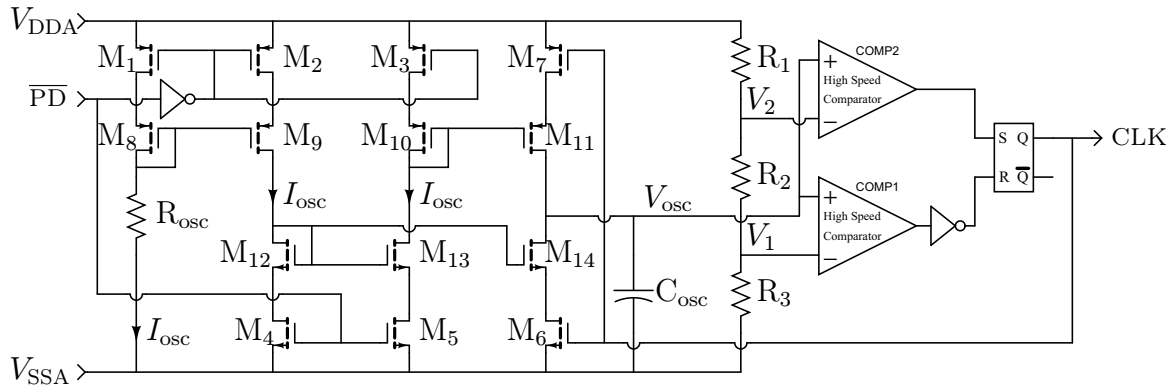 V_DDA
M_1
M_2
M_3
M_7
R_1
COMP2
+
High Speed
Comparator
−
PD
V_2
M_8
M_9
M_10
M_11
S Q
R Q
CLK
R_2
I_osc
I_osc
R_osc
V_osc
COMP1
+
High Speed
Comparator
−
V_1
M_12
M_13
M_14
C_osc
R_3
I_osc
M_4
M_5
M_6
V_SSA